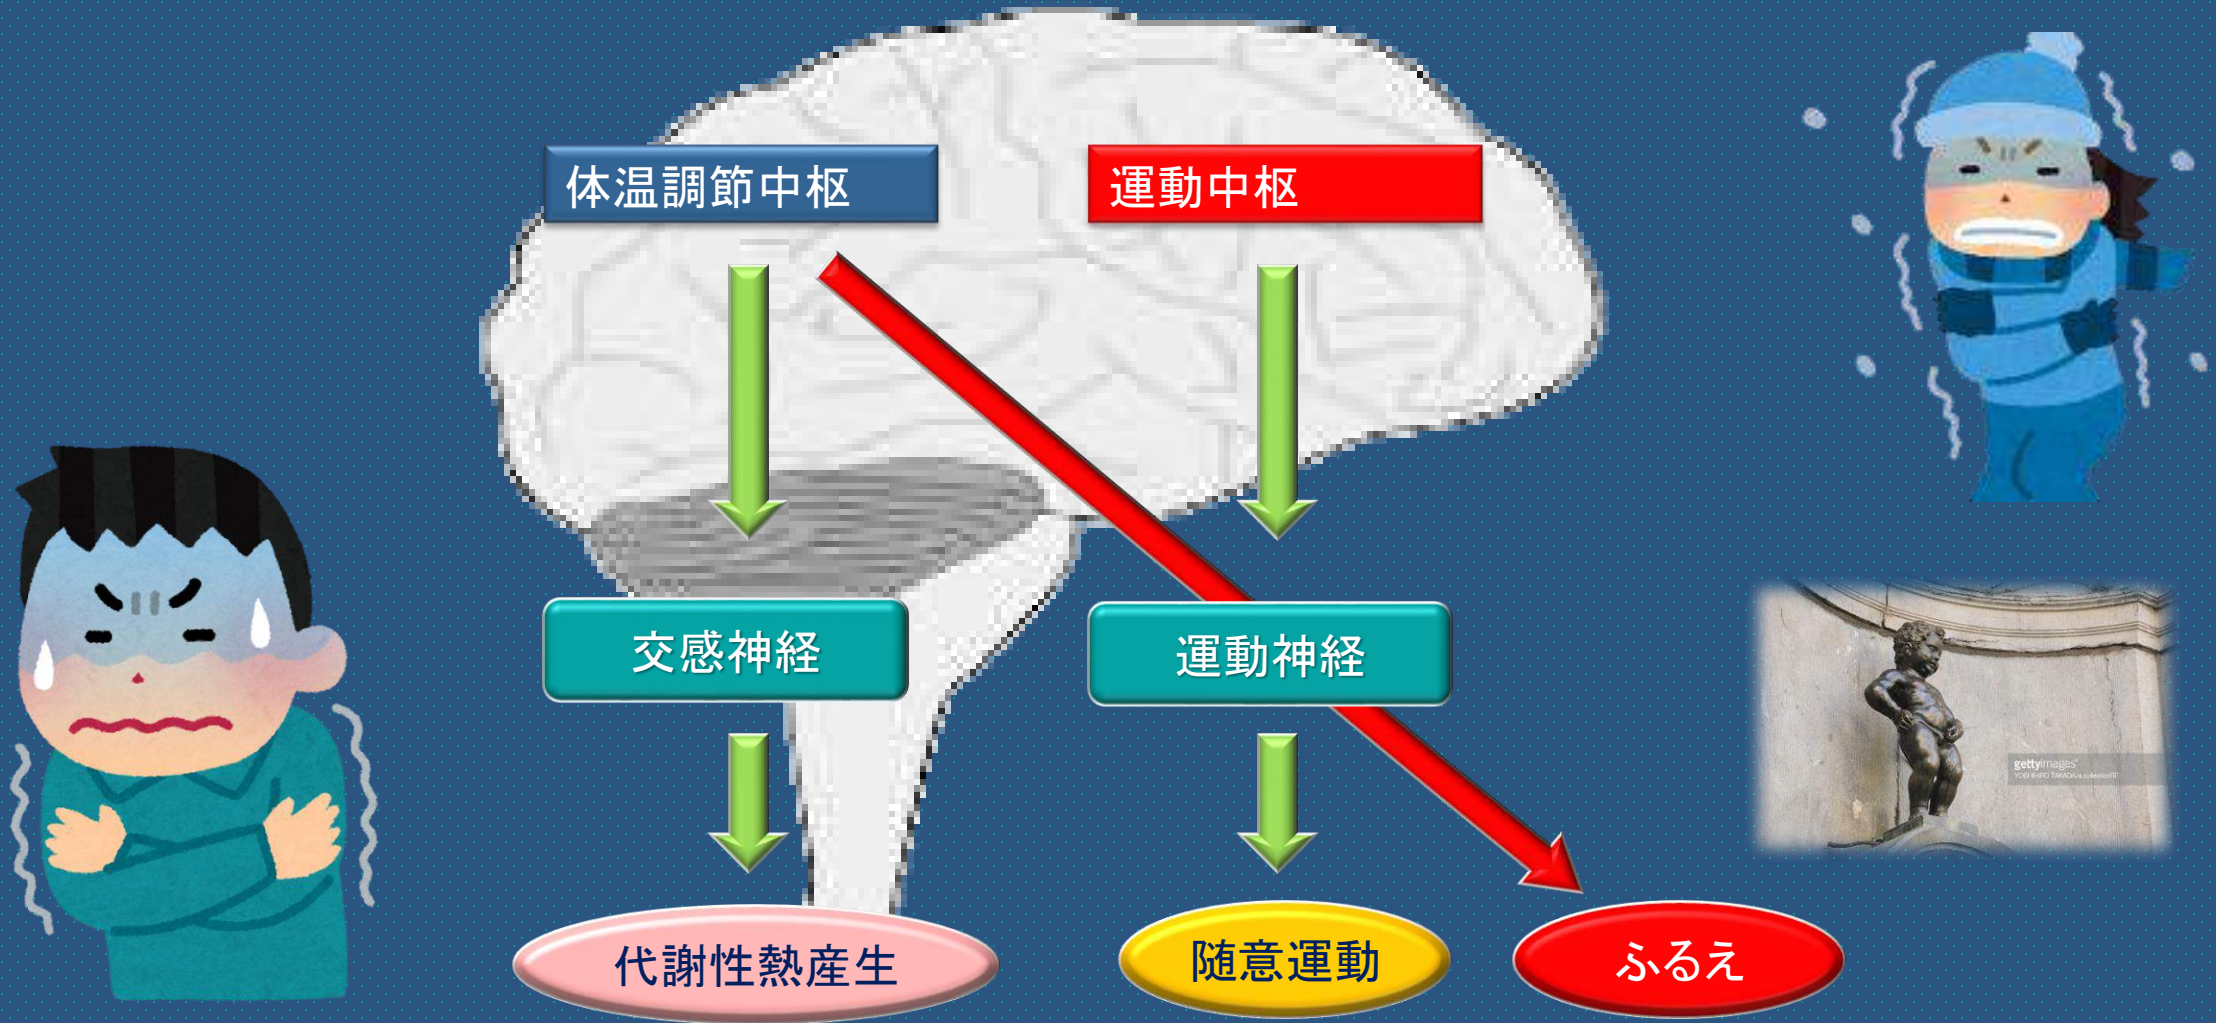 体温調節中枢
運動中枢
交感神経
運動神経
gettyimages
代謝性熱産生
随意運動
ふるえ